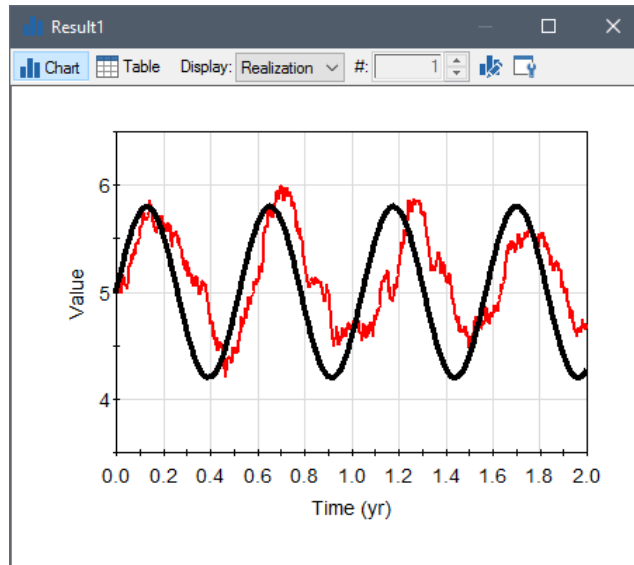 Result1
Chart Table Display: Realization #: 1
6
5
4
Value
0.0 0.2 0.4 0.6 0.8 1.0 1.2 1.4 1.6 1.8 2.0
Time (yr)